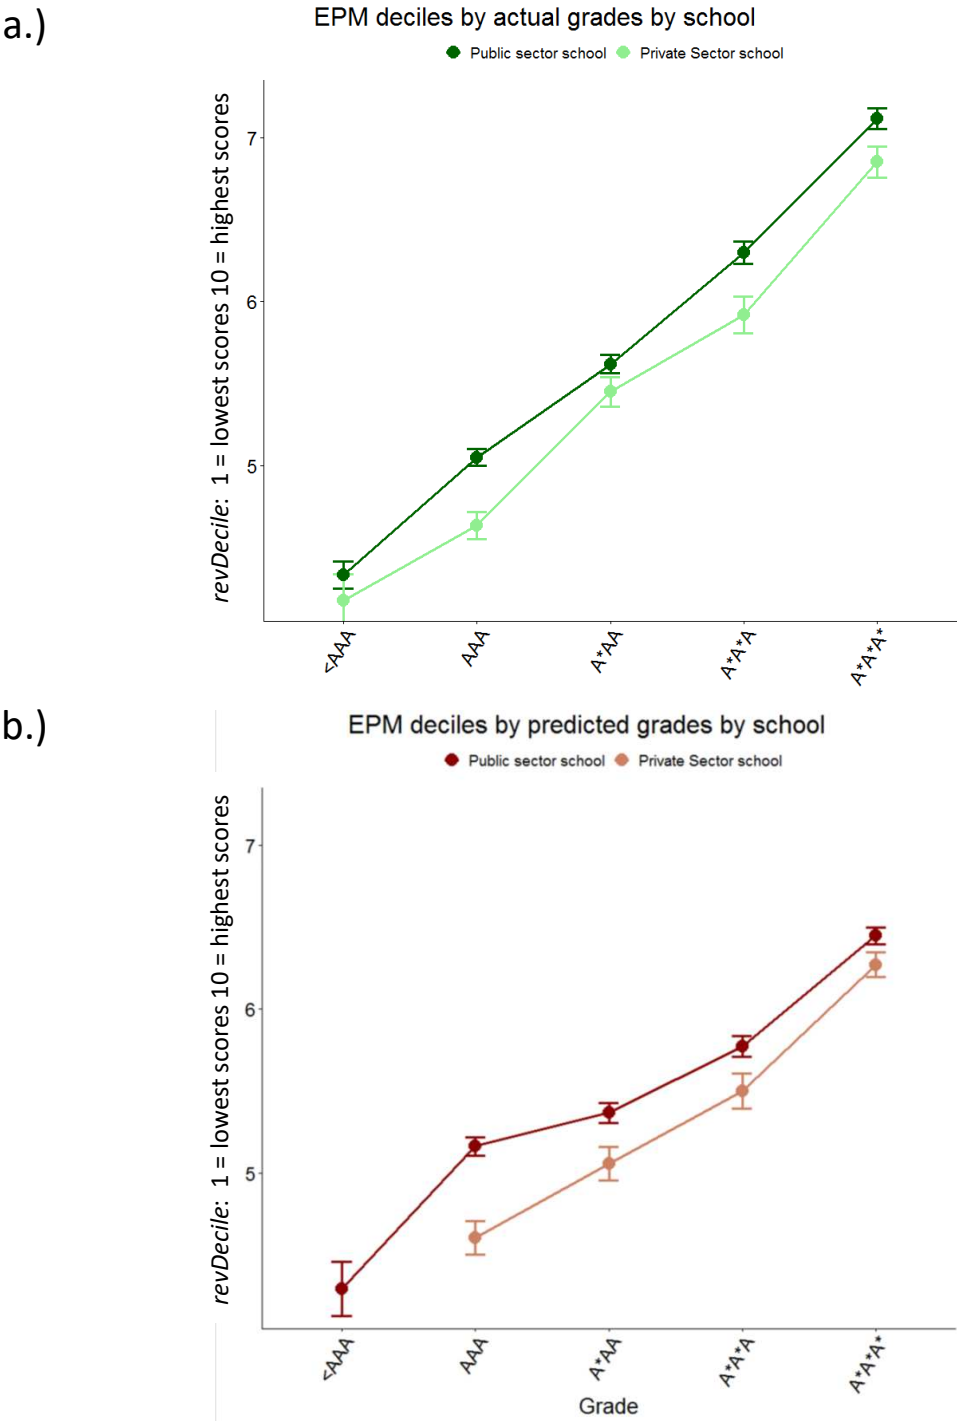 a.)
EPM deciles by actual grades by school
Public sector school Private Sector school
revDecile: 1 = lowest scores 10 = highest scores
7
6
5
<AAA AAA A*AA A*A*A A*A*A*
b.)
EPM deciles by predicted grades by school
Public sector school Private Sector school
revDecile: 1 = lowest scores 10 = highest scores
7
6
5
<AAA AAA A*AA A*A*A A*A*A*
Grade